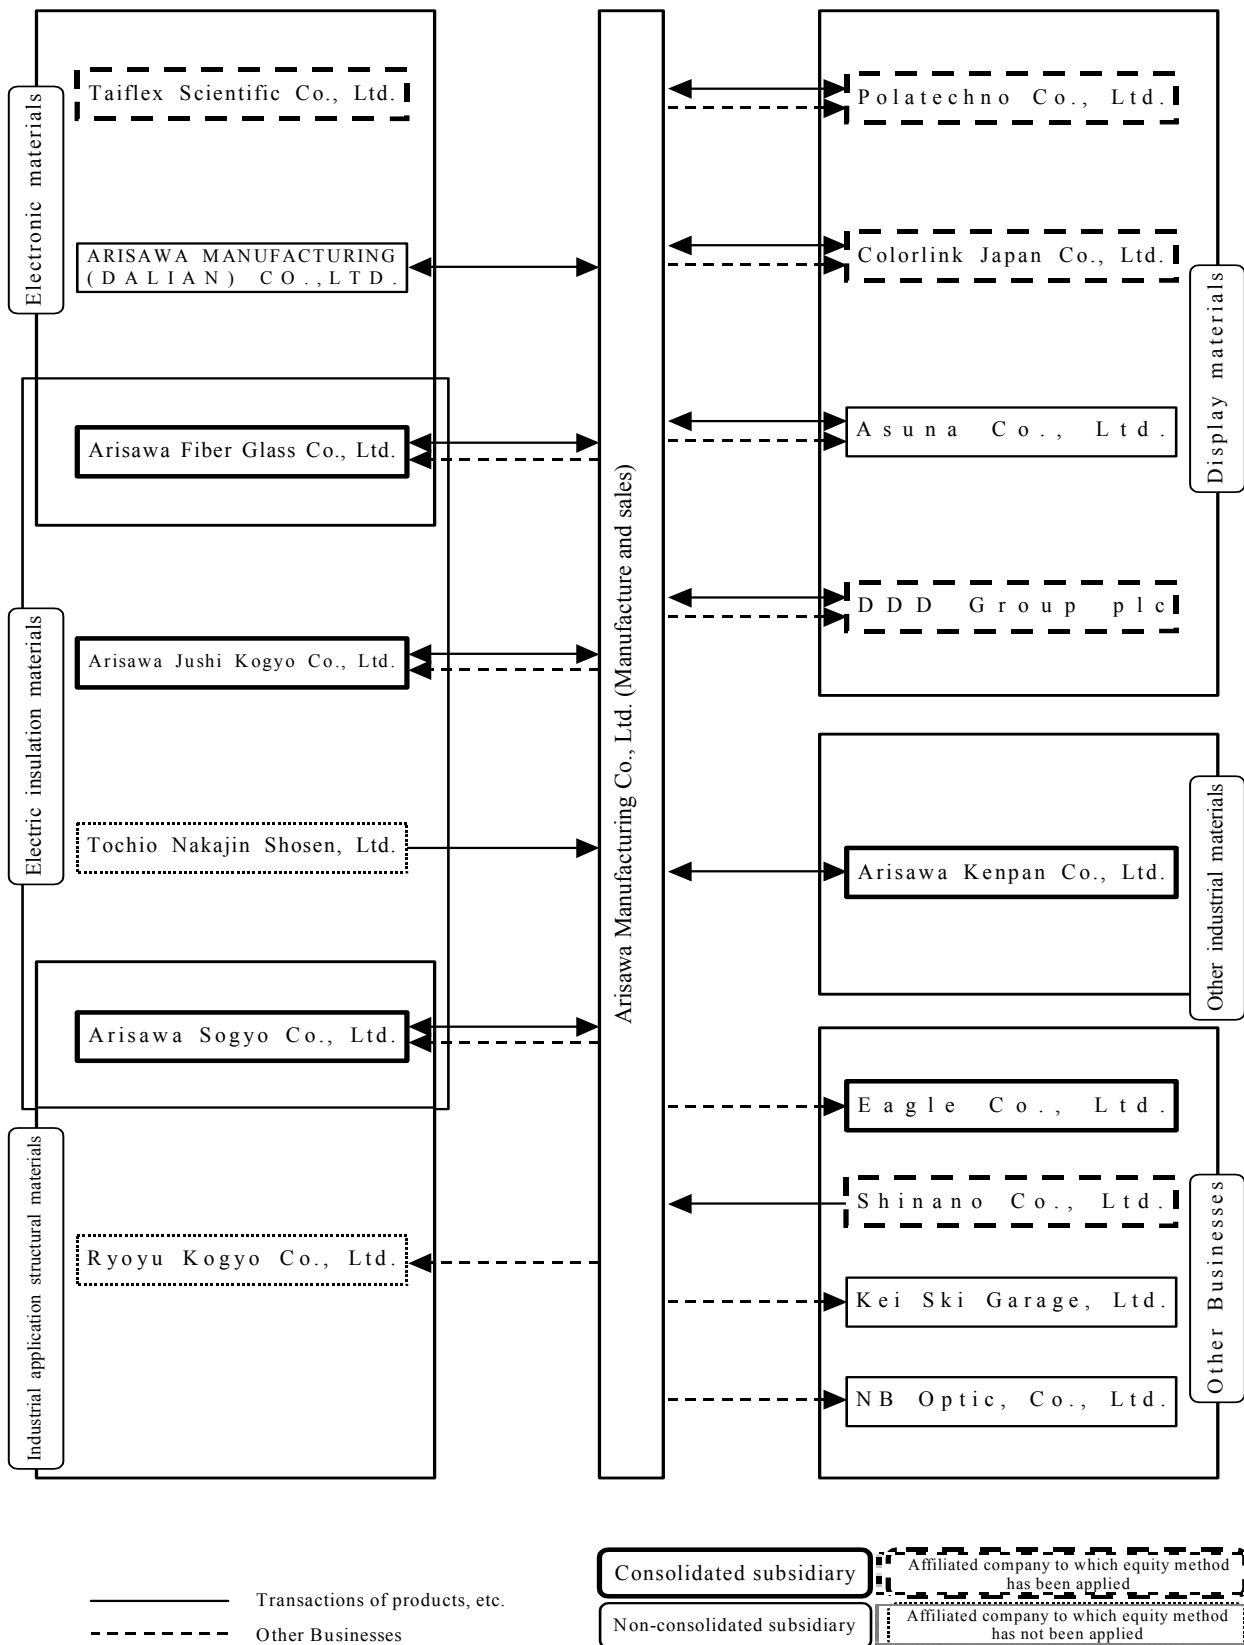 Electronic materials
Taiflex Scientific Co., Ltd.
ARISAWA MANUFACTURING
(DALIAN) CO.,LTD.
Arisawa Fiber Glass Co., Ltd.
Electric insulation materials
Arisawa Jushi Kogyo Co., Ltd.
Tochio Nakajin Shosen, Ltd.
Arisawa Sogyo Co., Ltd.
Industrial application structural materials
Ryoyu Kogyo Co., Ltd.
Arisawa Manufacturing Co., Ltd. (Manufacture and sales)
Polatechno Co., Ltd.
Colorlink Japan Co., Ltd.
Display materials
Asuna Co., Ltd.
DDD Group plc
Arisawa Kenpan Co., Ltd.
Other industrial materials
Eagle Co., Ltd.
Shinano Co., Ltd.
Kei Ski Garage, Ltd.
NB Optic, Co., Ltd.
Other Businesses
Transactions of products, etc.
Other Businesses
Consolidated subsidiary
Affiliated company to which equity method
has been applied
Non-consolidated subsidiary
Affiliated company to which equity method
has not been applied